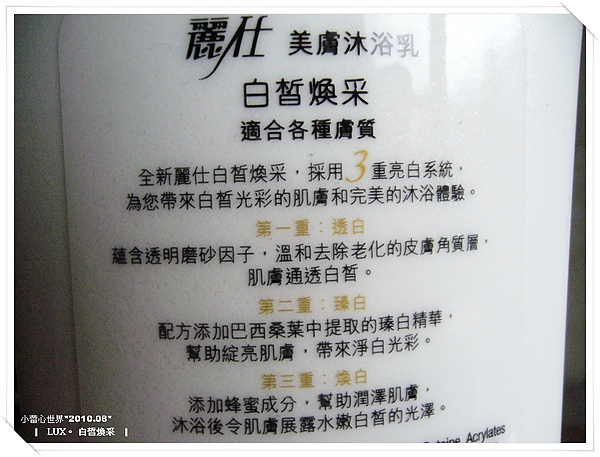 麗仕 美膚沐浴乳
白皙煥采
適合各種膚質
全新麗仕白皙煥采，採用3重亮白系統，
為您帶來白皙光彩的肌膚和完美的沐浴體驗。
第一重：透白
蘊含透明磨砂因子，溫和去除老化的皮膚角質層，
肌膚通透白皙。
第二重：臻白
配方添加巴西桑葉中提取的瑧白精華，
幫助綻亮肌膚，帶來淨白光彩。
第三重：煥白
添加蜂蜜成分，幫助潤澤肌膚，
沐浴後令肌膚展露水嫩白皙的光澤。
Acrylates
小蕾心世界*2010.08*
| LUX。白皙煥采 |